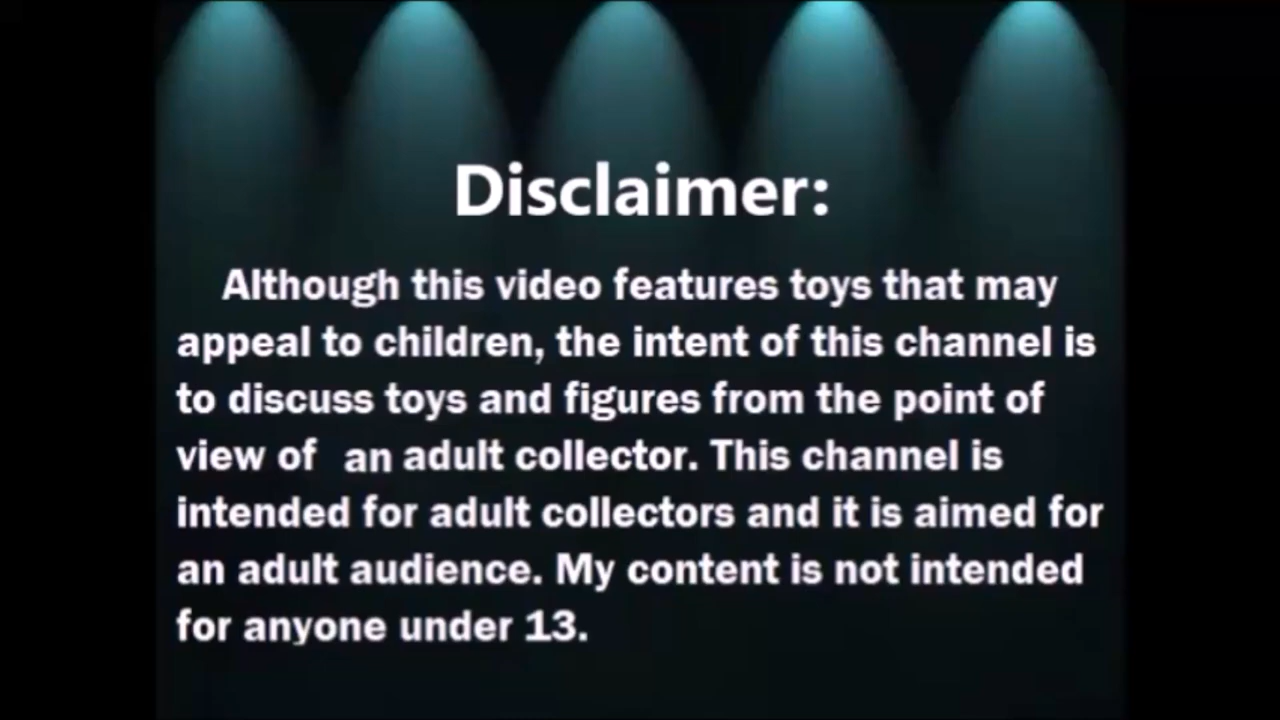 Disclaimer:
Although this video features toys that may
appeal to children, the intent of this channel is
to discuss toys and figures from the point of
view of an adult collector. This channel is
intended for adult collectors and it is aimed for
an adult audience. My content is not intended
for anyone under 13.